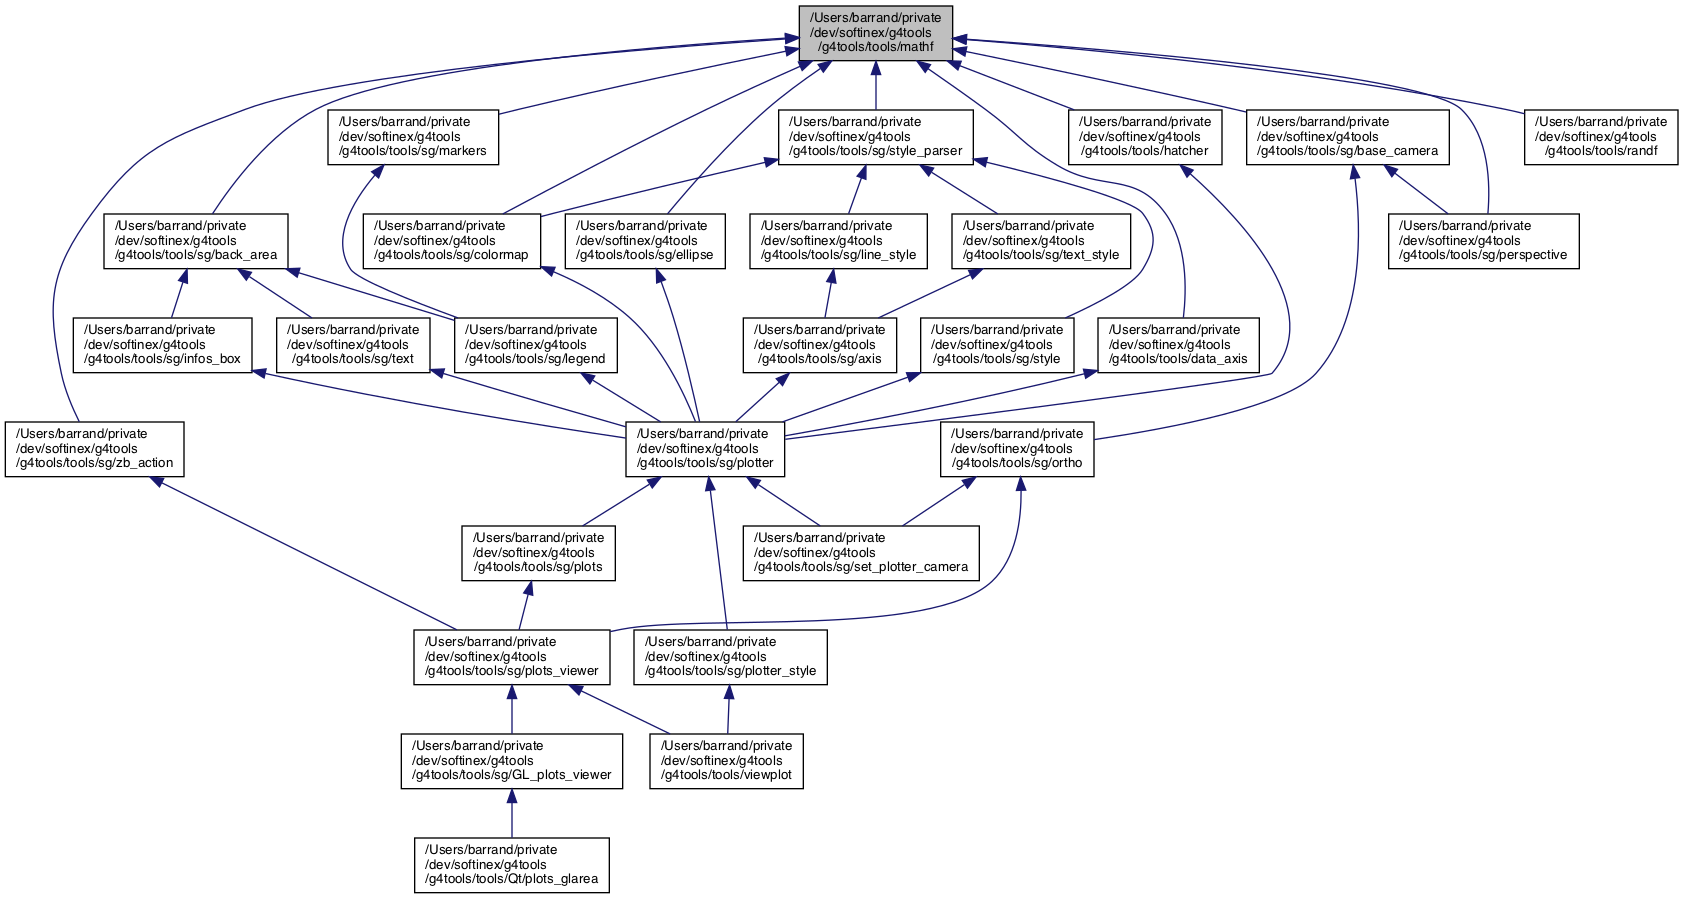 /Users/barrand/private
/dev/softinex/g4tools
/g4tools/tools/mathf
/Users/barrand/private
/dev/softinex/g4tools
/g4tools/tools/sg/markers
/Users/barrand/private
/dev/softinex/g4tools
/g4tools/tools/sg/style_parser
/Users/barrand/private
/dev/softinex/g4tools
/g4tools/tools/hatcher
/Users/barrand/private
/dev/softinex/g4tools
/g4tools/tools/sg/base_camera
/Users/barrand/private
/dev/softinex/g4tools
/g4tools/tools/randf
/Users/barrand/private
/dev/softinex/g4tools
/g4tools/tools/sg/back_area
/Users/barrand/private
/dev/softinex/g4tools
/g4tools/tools/sg/colormap
/Users/barrand/private
/dev/softinex/g4tools
/g4tools/tools/sg/ellipse
/Users/barrand/private
/dev/softinex/g4tools
/g4tools/tools/sg/line_style
/Users/barrand/private
/dev/softinex/g4tools
/g4tools/tools/sg/text_style
/Users/barrand/private
/dev/softinex/g4tools
/g4tools/tools/sg/perspective
/Users/barrand/private
/dev/softinex/g4tools
/g4tools/tools/sg/infos_box
/Users/barrand/private
/dev/softinex/g4tools
/g4tools/tools/sg/text
/Users/barrand/private
/dev/softinex/g4tools
/g4tools/tools/sg/legend
/Users/barrand/private
/dev/softinex/g4tools
/g4tools/tools/sg/axis
/Users/barrand/private
/dev/softinex/g4tools
/g4tools/tools/sg/style
/Users/barrand/private
/dev/softinex/g4tools
/g4tools/tools/data_axis
/Users/barrand/private
/dev/softinex/g4tools
/g4tools/tools/sg/zb_action
/Users/barrand/private
/dev/softinex/g4tools
/g4tools/tools/sg/plotter
/Users/barrand/private
/dev/softinex/g4tools
/g4tools/tools/sg/ortho
/Users/barrand/private
/dev/softinex/g4tools
/g4tools/tools/sg/plots
/Users/barrand/private
/dev/softinex/g4tools
/g4tools/tools/sg/set_plotter_camera
/Users/barrand/private
/dev/softinex/g4tools
/g4tools/tools/sg/plots_viewer
/Users/barrand/private
/dev/softinex/g4tools
/g4tools/tools/sg/plotter_style
/Users/barrand/private
/dev/softinex/g4tools
/g4tools/tools/sg/GL_plots_viewer
/Users/barrand/private
/dev/softinex/g4tools
/g4tools/tools/viewplot
/Users/barrand/private
/dev/softinex/g4tools
/g4tools/tools/Qt/plots_glarea